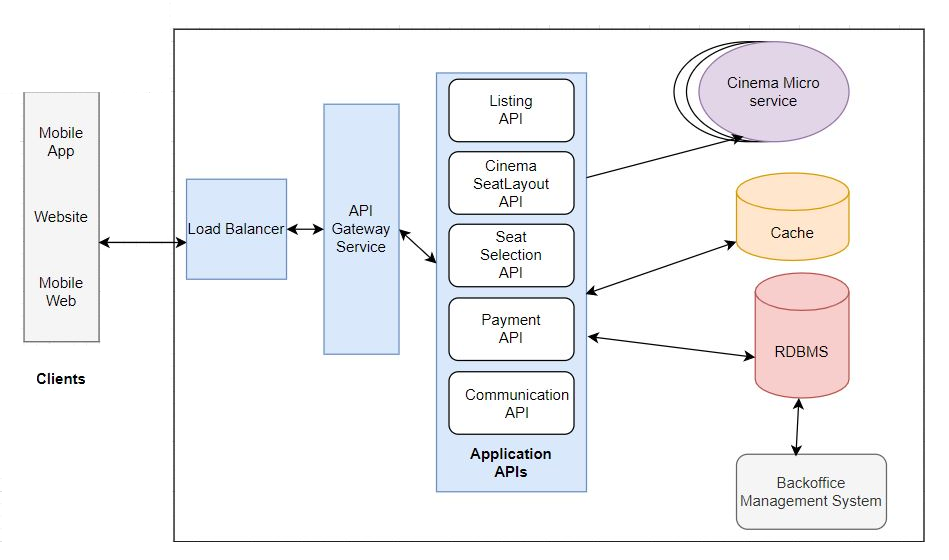 Mobile
App
Website
Mobile
Web
Clients
Load Balancer
API
Gateway
Service
Listing
API
Cinema
SeatLayout
API
Seat
Selection
API
Payment
API
Communication
API
Application
APIs
Cinema Micro
service
Cache
RDBMS
Backoffice
Management System